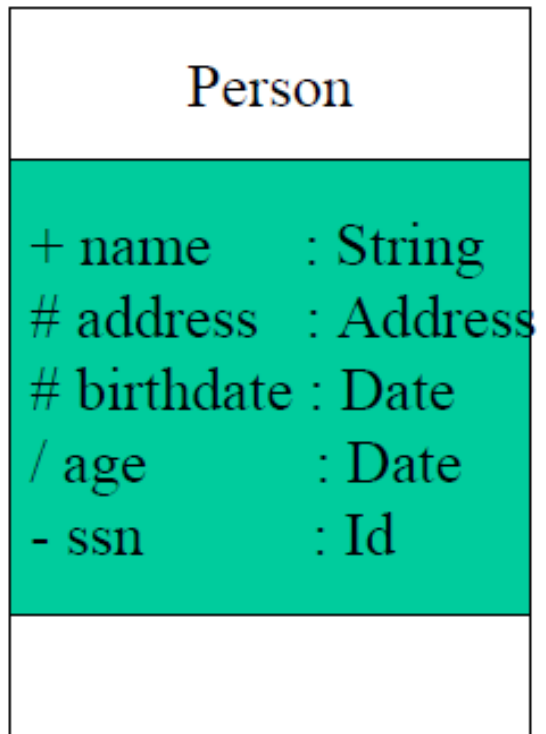 Person
+ name : String
# address : Address
# birthdate : Date
/ age : Date
- ssn : Id